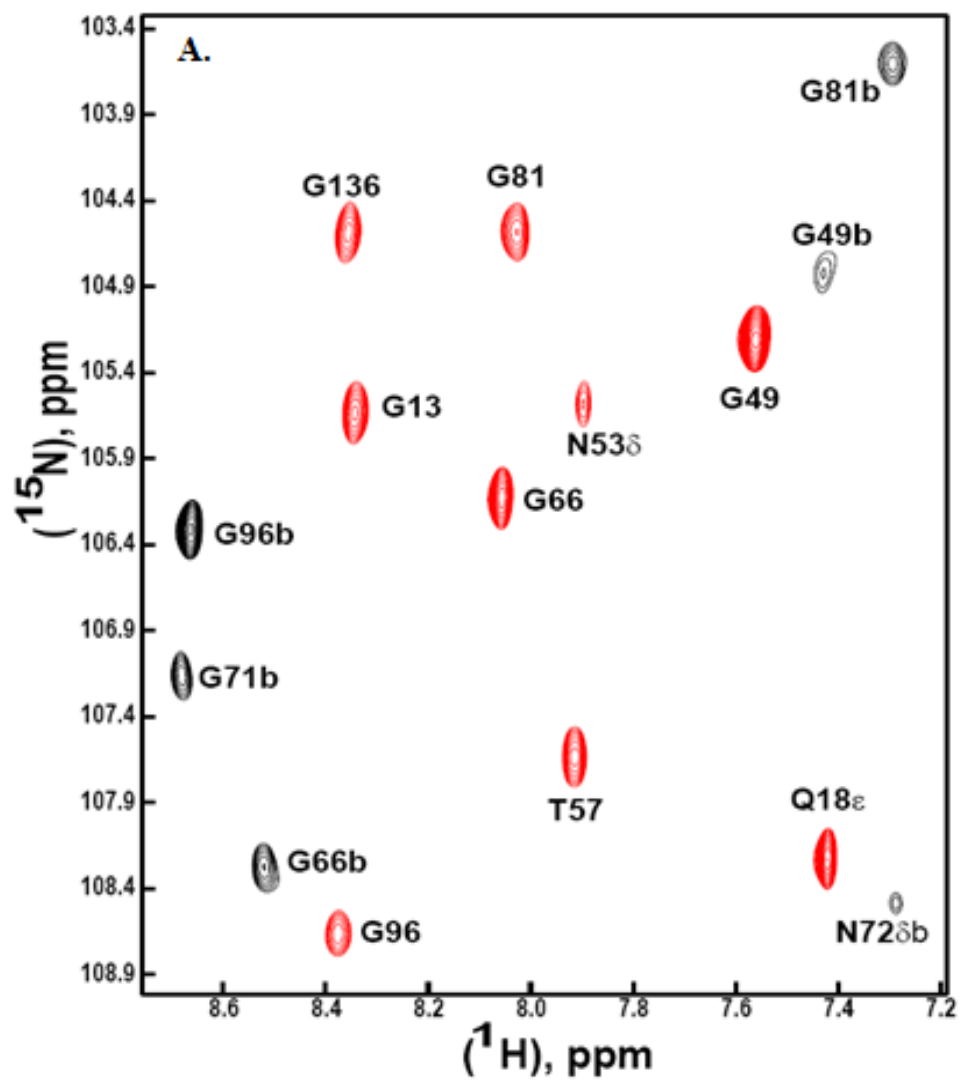 A.
103.4
103.9
104.4
104.9
105.4
105.9
106.4
106.9
107.4
107.9
108.4
108.9
(¹⁵N), ppm
G81b
G136
G81
G49b
G49
G13
N53δ
G66
G96b
G71b
T57
Q18ε
G66b
G96
N72δb
8.6 8.4 8.2 8.0 7.8 7.6 7.4 7.2
(¹H), ppm